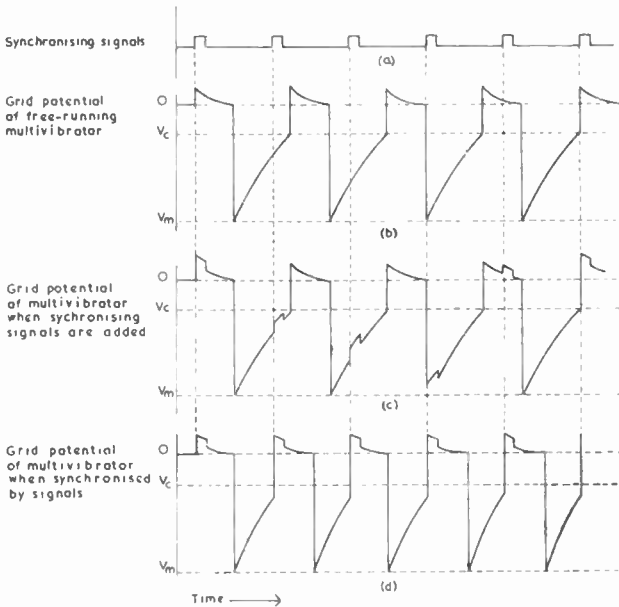 Synchronising signals
(a)
Grid potential
of free-running
multivibrator
O
Vc
Vm
(b)
Grid potential
of multivibrator
when sychronising
signals are added
O
Vc
Vm
(c)
Grid potential
of multivibrator
when synchronised
by signals
O
Vc
Vm
(d)
Time